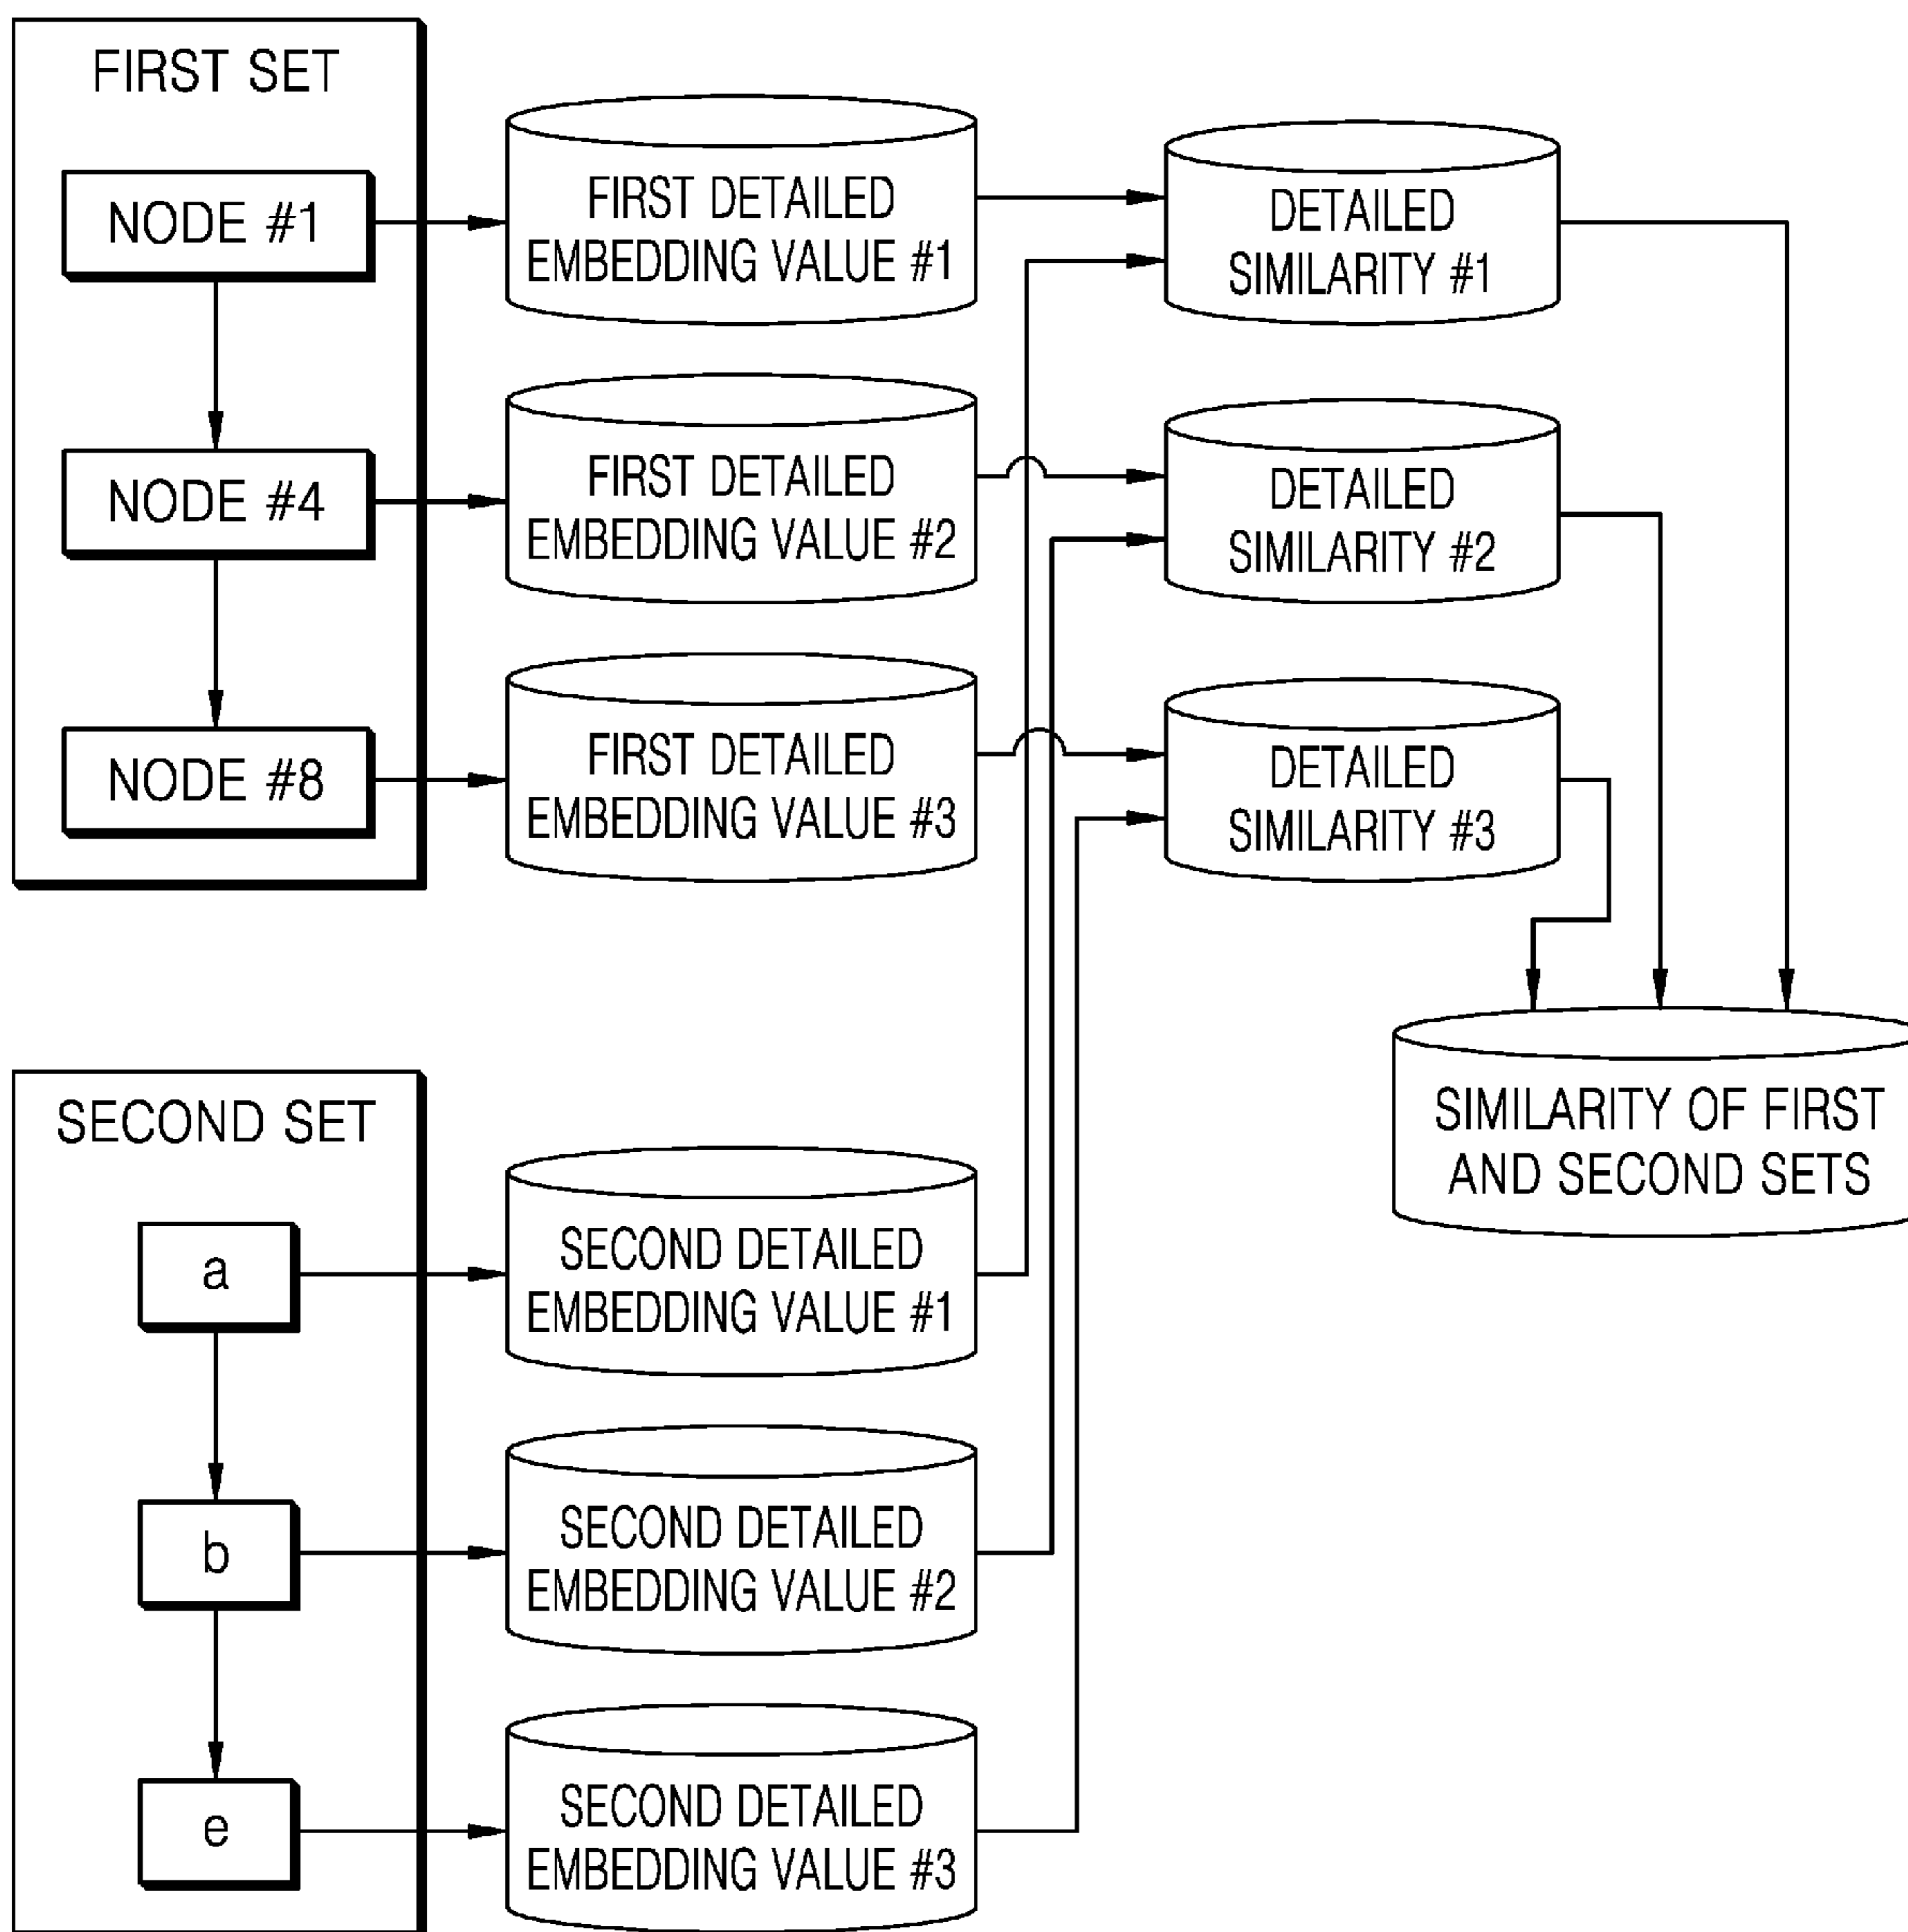 FIRST SET
NODE #1
NODE #4
NODE #8
FIRST DETAILED
EMBEDDING VALUE #1
FIRST DETAILED
EMBEDDING VALUE #2
FIRST DETAILED
EMBEDDING VALUE #3
DETAILED
SIMILARITY #1
DETAILED
SIMILARITY #2
DETAILED
SIMILARITY #3
SIMILARITY OF FIRST
AND SECOND SETS
SECOND SET
a
b
e
SECOND DETAILED
EMBEDDING VALUE #1
SECOND DETAILED
EMBEDDING VALUE #2
SECOND DETAILED
EMBEDDING VALUE #3